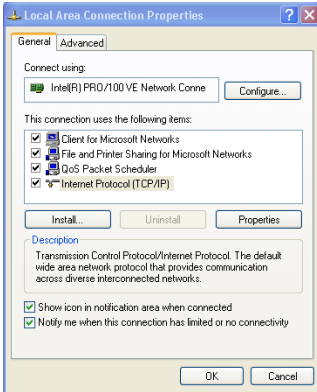 Local Area Connection Properties
General Advanced
Connect using:
Intel(R) PRO/100 VE Network Conne
Configure...
This connection uses the following items:
Client for Microsoft Networks
File and Printer Sharing for Microsoft Networks
QoS Packet Scheduler
Internet Protocol (TCP/IP)
Install... Uninstall Properties
Description
Transmission Control Protocol/Internet Protocol. The default
wide area network protocol that provides communication
across diverse interconnected networks.
Show icon in notification area when connected
Notify me when this connection has limited or no connectivity
OK Cancel